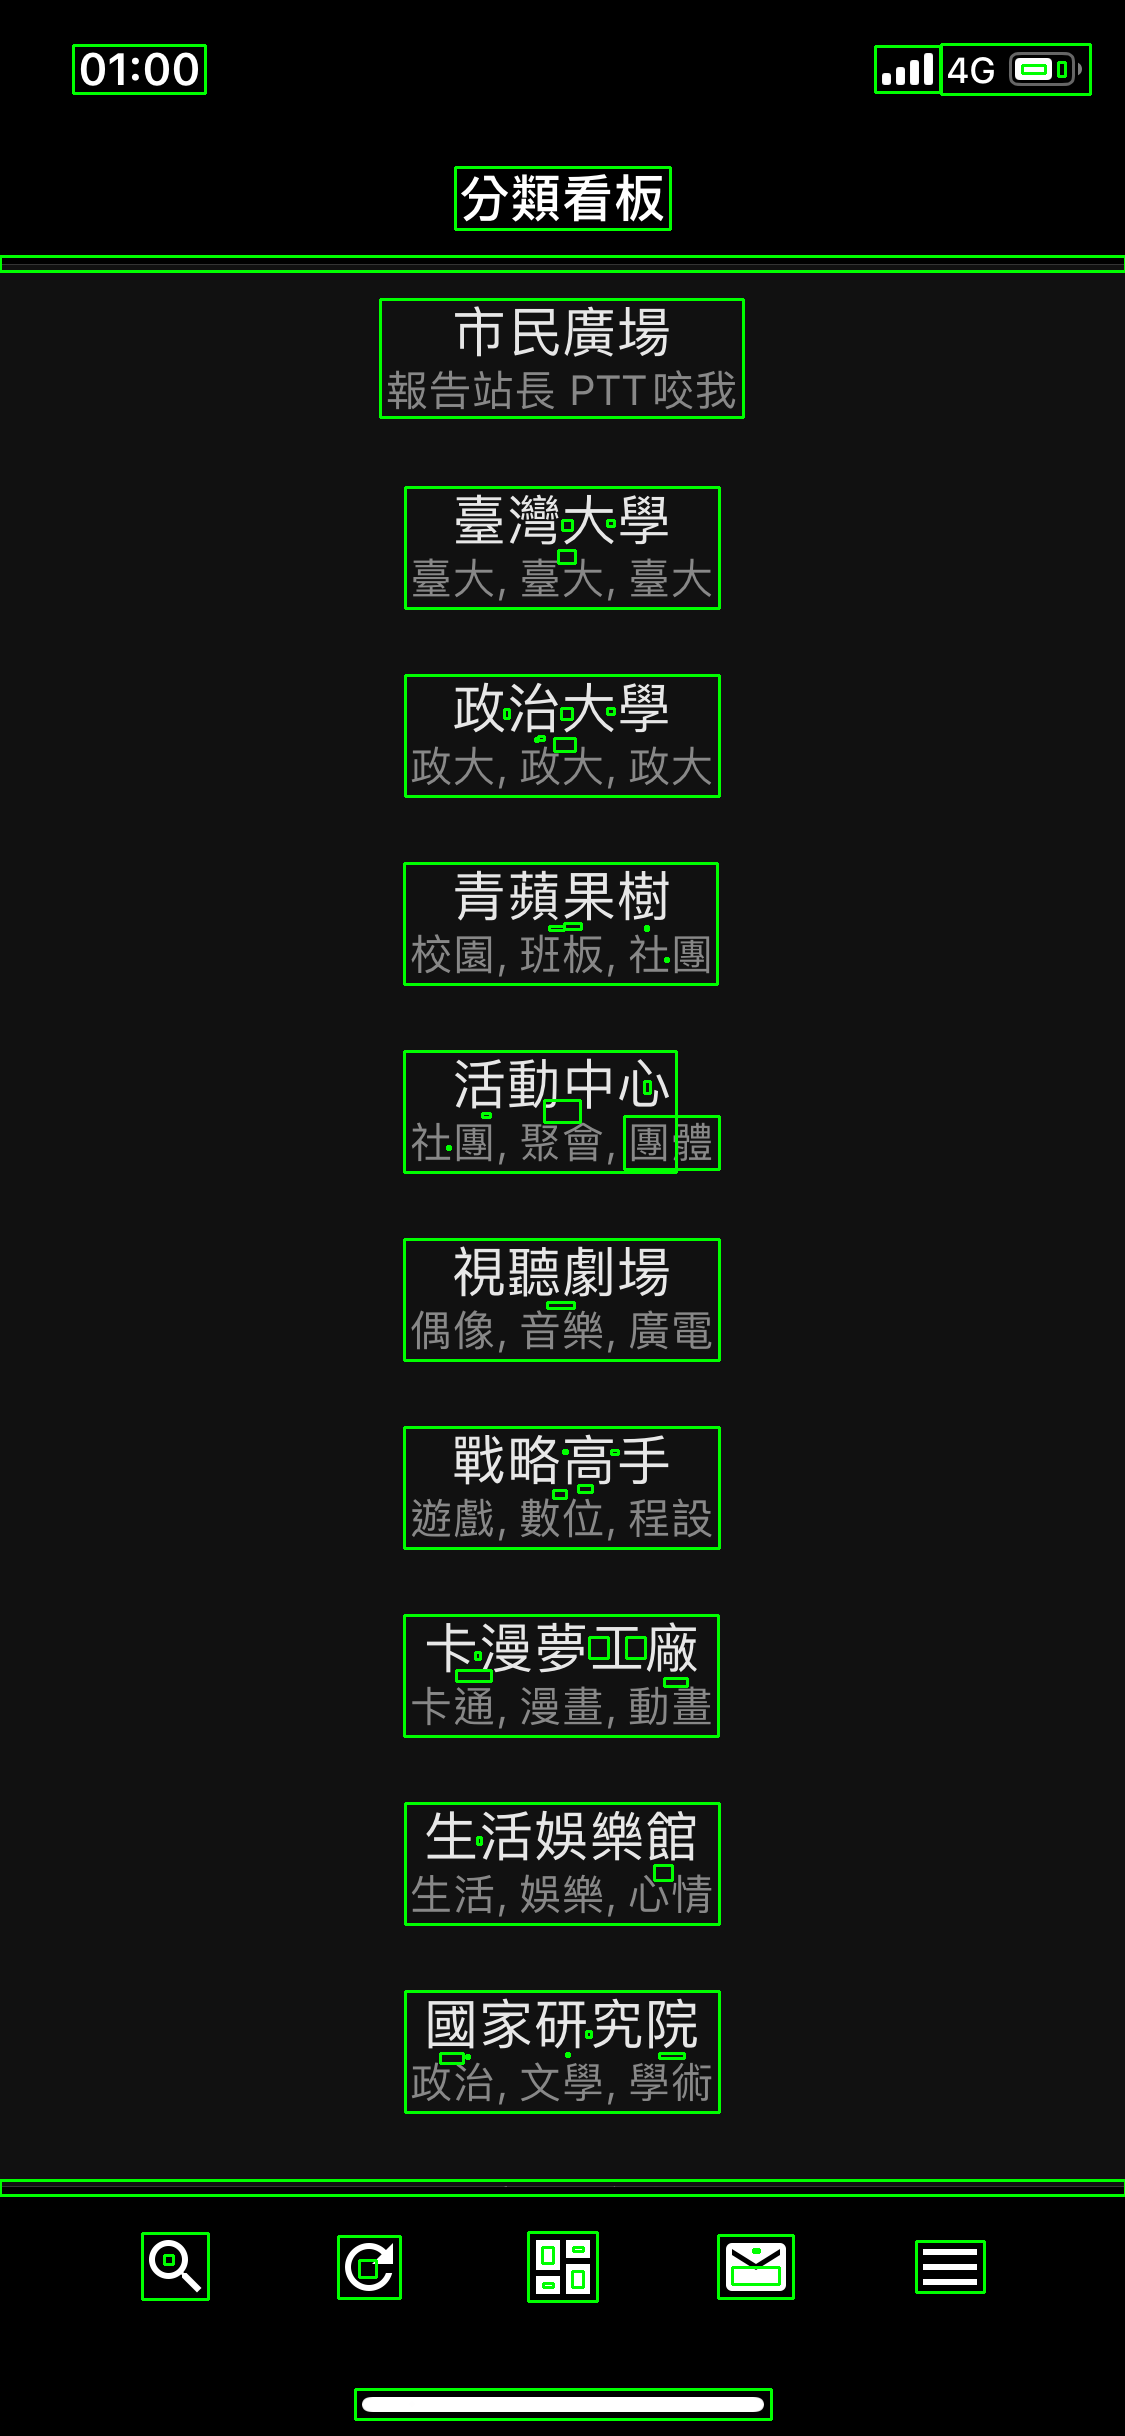 01:00
4G
分類看板
市民廣場
報告站長 PTT咬我
臺灣大學
臺大, 臺大, 臺大
政治大學
政大, 政大, 政大
青蘋果樹
校園, 班板, 社團
活動中心
社團, 聚會, 團體
視聽劇場
偶像, 音樂, 廣電
戰略高手
遊戲, 數位, 程設
卡漫夢工廠
卡通, 漫畫, 動畫
生活娛樂館
生活, 娛樂, 心情
國家研究院
政治, 文學, 學術